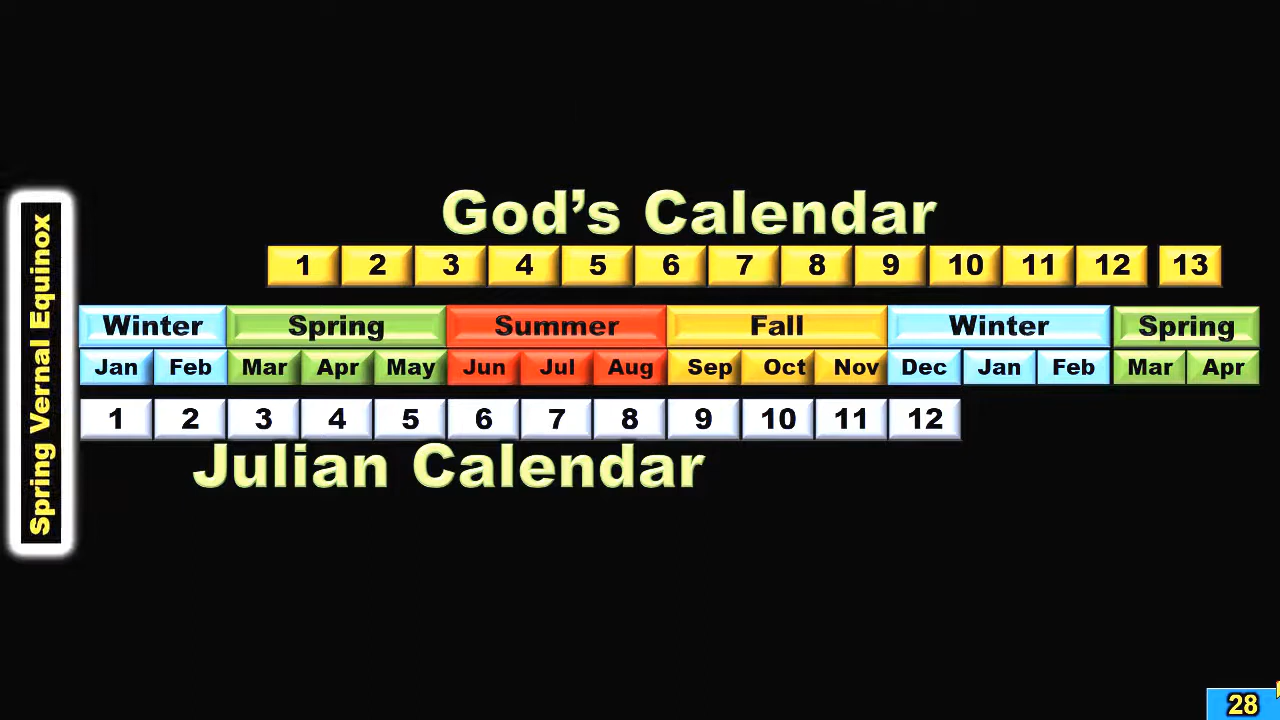 Spring Vernal Equinox
God’s Calendar
1 2 3 4 5 6 7 8 9 10 11 12 13
Winter Spring Summer Fall Winter Spring
Jan Feb Mar Apr May Jun Jul Aug Sep Oct Nov Dec Jan Feb Mar Apr
1 2 3 4 5 6 7 8 9 10 11 12
Julian Calendar
28